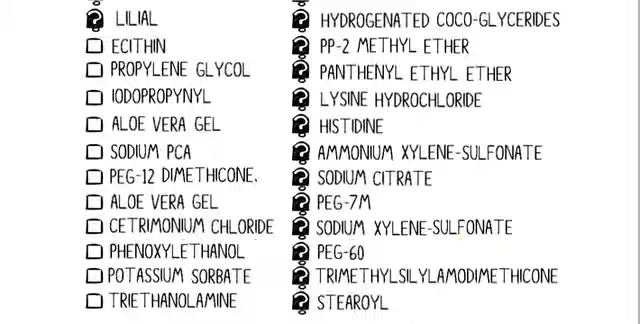 LILIAL
ECITHIN
PROPYLENE GLYCOL
IODOPROPYNYL
ALOE VERA GEL
SODIUM PCA
PEG-12 DIMETHICONE.
ALOE VERA GEL
CETRIMONIUM CHLORIDE
PHENOXYLETHANOL
POTASSIUM SORBATE
TRIETHANOLAMINE
HYDROGENATED COCO-GLYCERIDES
PP-2 METHYL ETHER
PANTHENYL ETHYL ETHER
LYSINE HYDROCHLORIDE
HISTIDINE
AMMONIUM XYLENE-SULFONATE
SODIUM CITRATE
PEG-7M
SODIUM XYLENE-SULFONATE
PEG-60
TRIMETHYLSILYLAMODIMETHICONE
STEAROYL